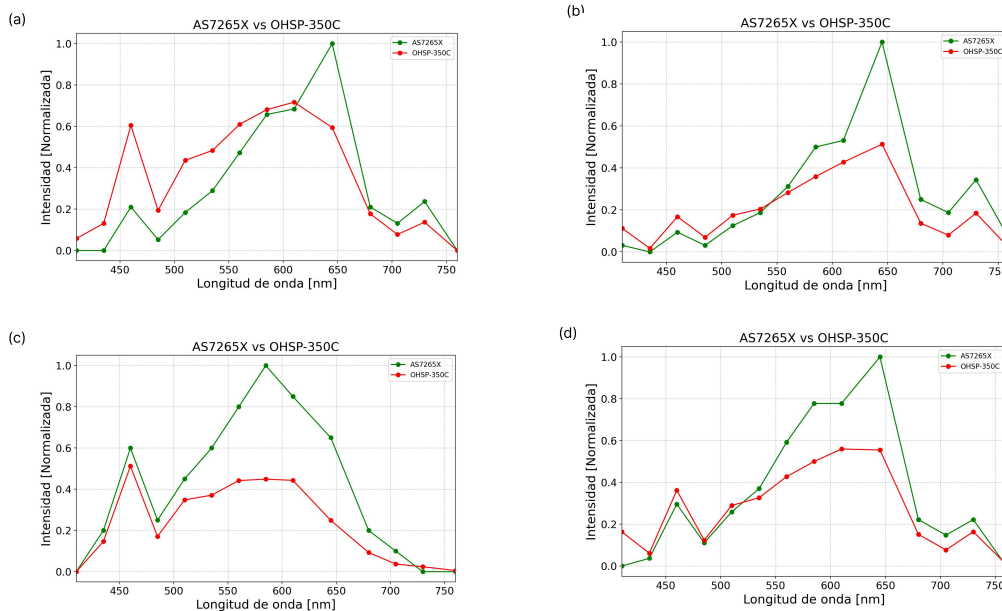 (a)
AS7265X vs OHSP-350C
AS7265X
OHSP-350C
Intensidad [Normalizada]
1.0
0.8
0.6
0.4
0.2
0.0
450 500 550 600 650 700 750
Longitud de onda [nm]
(b)
AS7265X vs OHSP-350C
AS7265X
OHSP-350C
Intensidad [Normalizada]
1.0
0.8
0.6
0.4
0.2
0.0
450 500 550 600 650 700 750
Longitud de onda [nm]
(c)
AS7265X vs OHSP-350C
AS7265X
OHSP-350C
Intensidad [Normalizada]
1.0
0.8
0.6
0.4
0.2
0.0
450 500 550 600 650 700 750
Longitud de onda [nm]
(d)
AS7265X vs OHSP-350C
AS7265X
OHSP-350C
Intensidad [Normalizada]
1.0
0.8
0.6
0.4
0.2
0.0
450 500 550 600 650 700 750
Longitud de onda [nm]